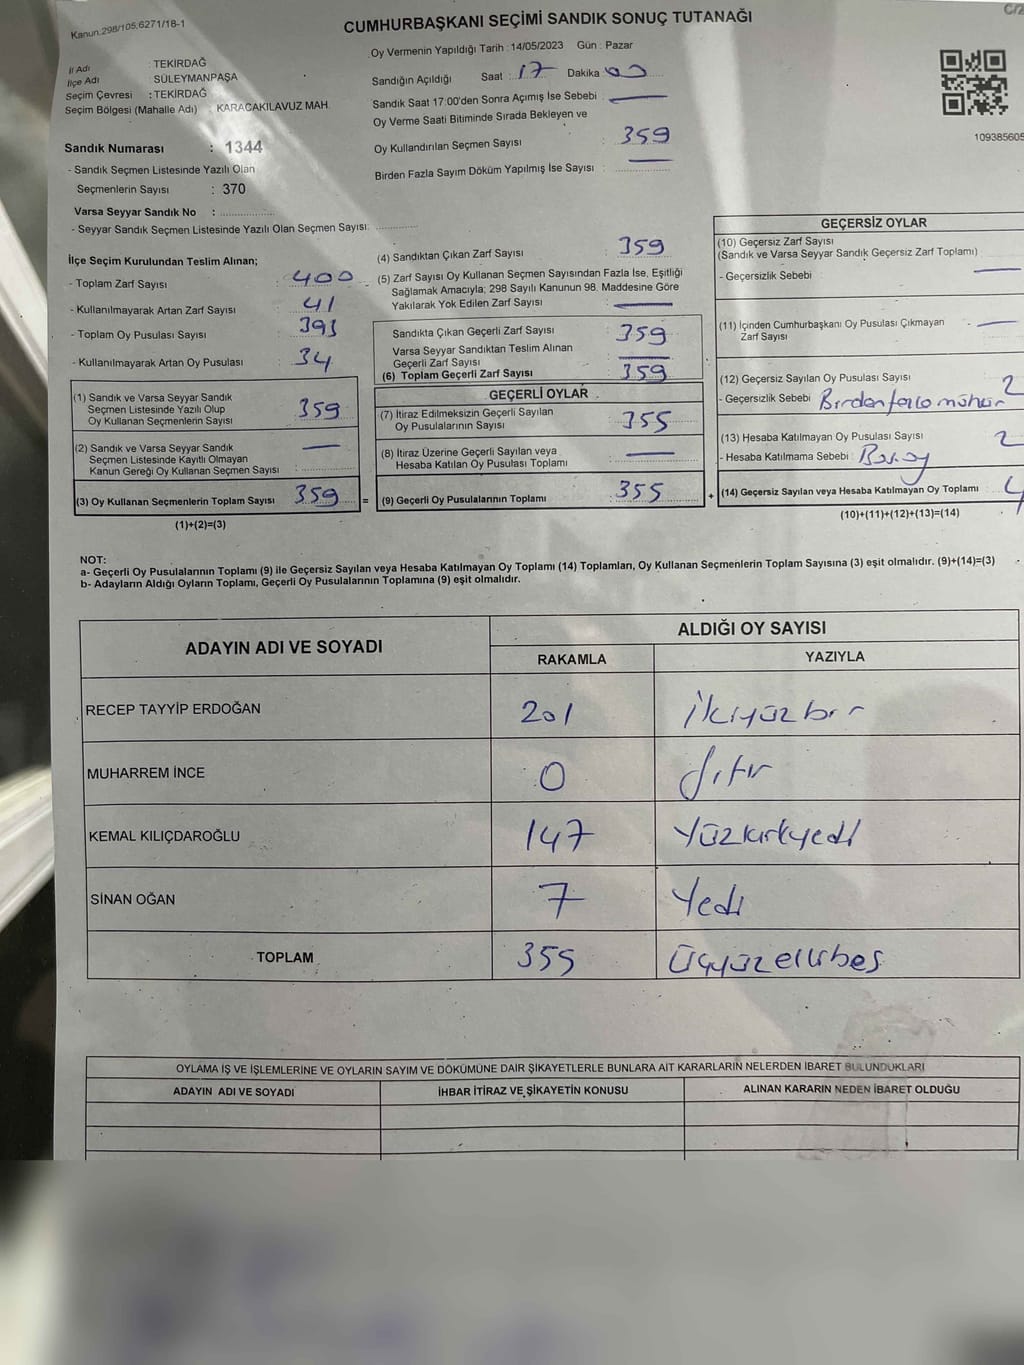 Kanun:298/105;6271/18-1
CUMHURBAŞKANI SEÇİMİ SANDIK SONUÇ TUTANAĞI
Oy Vermenin Yapıldığı Tarih : 14/05/2023 Gün : Pazar
İl Adı : TEKİRDAĞ
İlçe Adı SÜLEYMANPAŞA
Seçim Çevresi : TEKİRDAĞ
Seçim Bölgesi (Mahalle Adı) : KARACAKILAVUZ MAH.
Sandığın Açıldığı Saat : 17 Dakika : 00
Sandık Saat 17:00'den Sonra Açımış İse Sebebi : —
Oy Verme Saati Bitiminde Sırada Bekleyen ve
Oy Kullandırılan Seçmen Sayısı : 359
Birden Fazla Sayım Döküm Yapılmış İse Sayısı : —
109385605
Sandık Numarası : 1344
- Sandık Seçmen Listesinde Yazılı Olan
Seçmenlerin Sayısı : 370
Varsa Seyyar Sandık No :
- Seyyar Sandık Seçmen Listesinde Yazılı Olan Seçmen Sayısı:
İlçe Seçim Kurulundan Teslim Alınan;
- Toplam Zarf Sayısı : 400
- Kullanılmayarak Artan Zarf Sayısı : 41
- Toplam Oy Pusulası Sayısı : 393
- Kullanılmayarak Artan Oy Pusulası : 34
(1) Sandık ve Varsa Seyyar Sandık
Seçmen Listesinde Yazılı Olup
Oy Kullanan Seçmenlerin Sayısı : 359
(2) Sandık ve Varsa Seyyar Sandık
Seçmen Listesinde Kayıtlı Olmayan
Kanun Gereği Oy Kullanan Seçmen Sayısı : —
(3) Oy Kullanan Seçmenlerin Toplam Sayısı 359 =
(1)+(2)=(3)
(4) Sandıktan Çıkan Zarf Sayısı : 359
(5) Zarf Sayısı Oy Kullanan Seçmen Sayısından Fazla İse, Eşitliği
Sağlamak Amacıyla; 298 Sayılı Kanunun 98. Maddesine Göre
Yakılarak Yok Edilen Zarf Sayısı : —
Sandıkta Çıkan Geçerli Zarf Sayısı : 359
Varsa Seyyar Sandıktan Teslim Alınan
Geçerli Zarf Sayısı : —
(6) Toplam Geçerli Zarf Sayısı : 359
GEÇERLİ OYLAR
(7) İtiraz Edilmeksizin Geçerli Sayılan
Oy Pusulalarının Sayısı : 355
(8) İtiraz Üzerine Geçerli Sayılan veya
Hesaba Katılan Oy Pusulası Toplamı : —
(9) Geçerli Oy Pusulalarının Toplamı : 355 +
GEÇERSİZ OYLAR
(10) Geçersiz Zarf Sayısı
(Sandık ve Varsa Seyyar Sandık Geçersiz Zarf Toplamı)
- Geçersizlik Sebebi : —
(11) İçinden Cumhurbaşkanı Oy Pusulası Çıkmayan
Zarf Sayısı : —
(12) Geçersiz Sayılan Oy Pusulası Sayısı 2
- Geçersizlik Sebebi : Birden fazla mühür
(13) Hesaba Katılmayan Oy Pusulası Sayısı 2
- Hesaba Katılmama Sebebi :
(14) Geçersiz Sayılan veya Hesaba Katılmayan Oy Toplamı 4
(10)+(11)+(12)+(13)=(14)
NOT:
a- Geçerli Oy Pusulalarının Toplamı (9) ile Geçersiz Sayılan veya Hesaba Katılmayan Oy Toplamı (14) Toplamları, Oy Kullanan Seçmenlerin Toplam Sayısına (3) eşit olmalıdır. (9)+(14)=(3)
b- Adayların Aldığı Oyların Toplamı, Geçerli Oy Pusulalarının Toplamına (9) eşit olmalıdır.
ADAYIN ADI VE SOYADI
ALDIĞI OY SAYISI
RAKAMLA YAZIYLA
RECEP TAYYİP ERDOĞAN 201 ikiyüzbir
MUHARREM İNCE 0 sıfır
KEMAL KILIÇDAROĞLU 147 Yüzkırkyedi
SİNAN OĞAN 7 Yedi
TOPLAM 355 Üçyüzellibeş
OYLAMA İŞ VE İŞLEMLERİNE VE OYLARIN SAYIM VE DÖKÜMÜNE DAİR ŞİKAYETLERLE BUNLARA AİT KARARLARIN NELERDEN İBARET BULUNDUKLARI
ADAYIN ADI VE SOYADI İHBAR İTİRAZ VE ŞİKAYETİN KONUSU ALINAN KARARIN NEDEN İBARET OLDUĞU